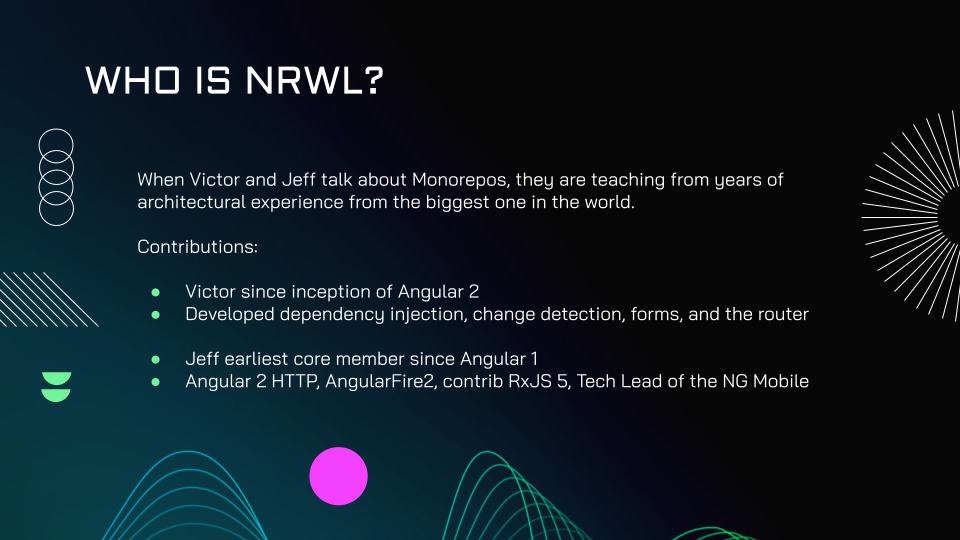 WHO IS NRWL?
When Victor and Jeff talk about Monorepos, they are teaching from years of
architectural experience from the biggest one in the world.
Contributions:
● Victor since inception of Angular 2
● Developed dependency injection, change detection, forms, and the router
● Jeff earliest core member since Angular 1
● Angular 2 HTTP, AngularFire2, contrib RxJS 5, Tech Lead of the NG Mobile